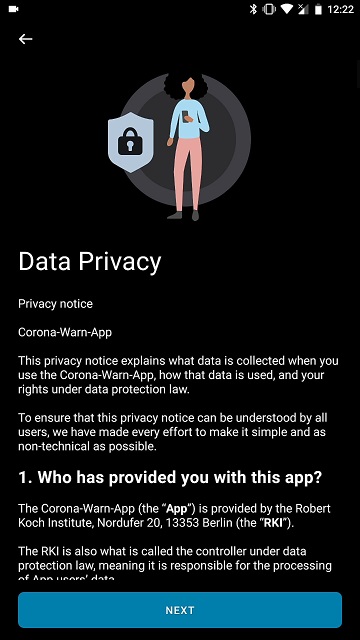 12:22
Data Privacy
Privacy notice
Corona-Warn-App
This privacy notice explains what data is collected when you
use the Corona-Warn-App, how that data is used, and your
rights under data protection law.
To ensure that this privacy notice can be understood by all
users, we have made every effort to make it simple and as
non-technical as possible.
1. Who has provided you with this app?
The Corona-Warn-App (the “App”) is provided by the Robert
Koch Institute, Nordufer 20, 13353 Berlin (the “RKI”).
The RKI is also what is called the controller under data
protection law, meaning it is responsible for the processing
of App users’ data.
NEXT